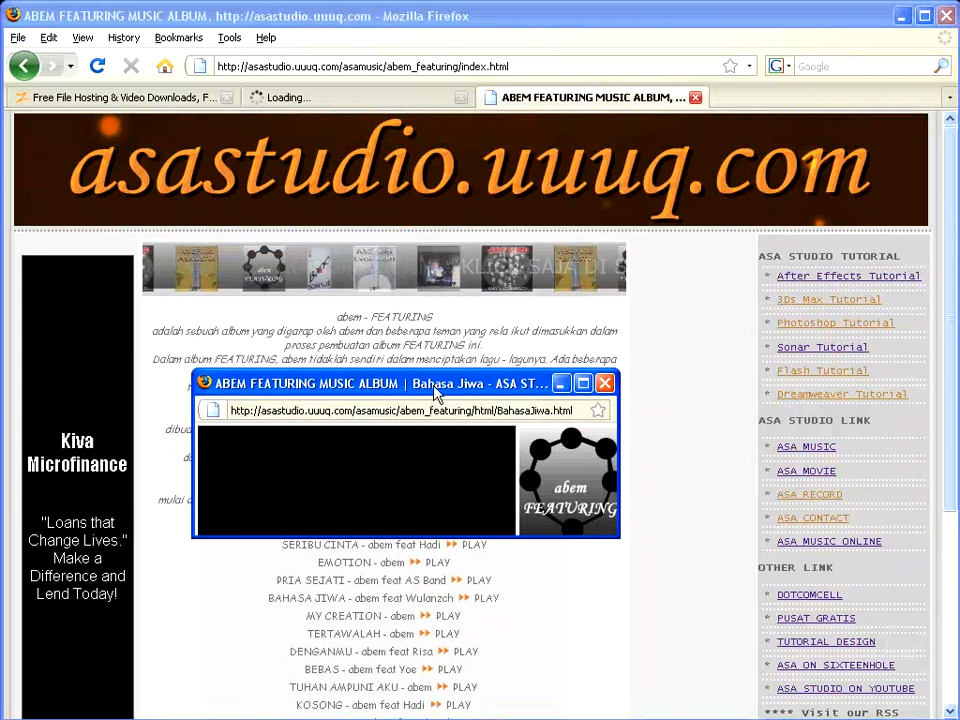 ABEM FEATURING MUSIC ALBUM, http://asastudio.uuuq.com - Mozilla Firefox
File Edit View History Bookmarks Tools Help
http://asastudio.uuuq.com/asamusic/abem_featuring/index.html
Google
Free File Hosting & Video Downloads, F...
Loading...
ABEM FEATURING MUSIC ALBUM, ...
asastudio.uuuq.com
KLICK SAJA DI S
abem - FEATURING
adalah sebuah album yang digarap oleh abem dan beberapa teman yang rela ikut dimasukkan dalam
proses pembuatan album FEATURING ini.
Dalam album FEATURING, abem tidaklah sendiri dalam menciptakan lagu - lagunya. Ada beberapa
dibua
da
mulai d
ABEM FEATURING MUSIC ALBUM | Bahasa Jiwa - ASA ST...
http://asastudio.uuuq.com/asamusic/abem_featuring/html/BahasaJiwa.html
abem
FEATURING
SERIBU CINTA - abem feat Hadi PLAY
EMOTION - abem PLAY
PRIA SEJATI - abem feat AS Band PLAY
BAHASA JIWA - abem feat Wulanzch PLAY
MY CREATION - abem PLAY
TERTAWALAH - abem PLAY
DENGANMU - abem feat Risa PLAY
BEBAS - abem feat Yoe PLAY
TUHAN AMPUNI AKU - abem PLAY
KOSONG - abem feat Hadi PLAY
Kiva
Microfinance
"Loans that
Change Lives."
Make a
Difference and
Lend Today!
ASA STUDIO TUTORIAL
* After Effects Tutorial
* 3Ds Max Tutorial
* Photoshop Tutorial
* Sonar Tutorial
* Flash Tutorial
* Dreamweaver Tutorial
ASA STUDIO LINK
* ASA MUSIC
* ASA MOVIE
* ASA RECORD
* ASA CONTACT
* ASA MUSIC ONLINE
OTHER LINK
* DOTCOMCELL
* PUSAT GRATIS
* TUTORIAL DESIGN
* ASA ON SIXTEENHOLE
* ASA STUDIO ON YOUTUBE
**** Visit our RSS